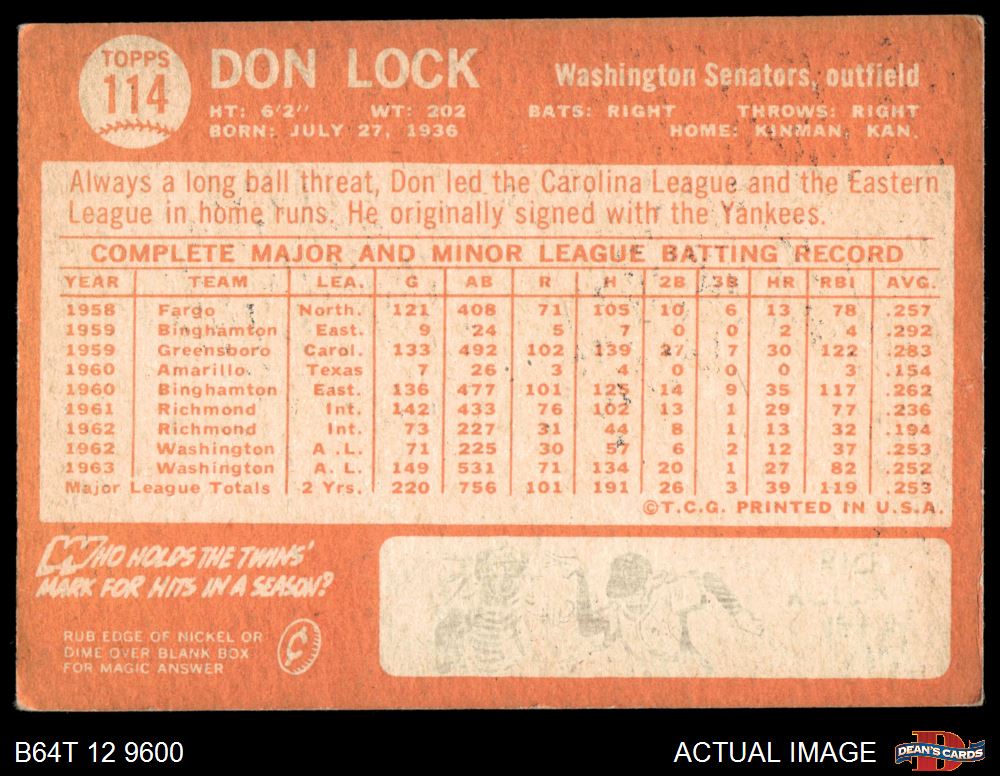 TOPPS
114
DON LOCK
Washington Senators, outfield
HT: 6'2" WT: 202 BATS: RIGHT THROWS: RIGHT
BORN: JULY 27, 1936 HOME: KINMAN, KAN.
Always a long ball threat, Don led the Carolina League and the Eastern
League in home runs. He originally signed with the Yankees.
COMPLETE MAJOR AND MINOR LEAGUE BATTING RECORD
YEAR TEAM LEA. G AB R H 2B 3B HR RBI AVG.
1958 Fargo North. 121 408 71 105 10 6 13 78 .257
1959 Binghamton East. 9 24 5 7 0 0 2 4 .292
1959 Greensboro Carol. 133 492 102 139 27 7 30 122 .283
1960 Amarillo Texas 7 26 3 4 0 0 0 3 .154
1960 Binghamton East. 136 477 101 125 14 9 35 117 .262
1961 Richmond Int. 142 433 76 102 13 1 29 77 .236
1962 Richmond Int. 73 227 31 44 8 1 13 32 .194
1962 Washington A .L. 71 225 30 57 6 2 12 37 .253
1963 Washington A. L. 149 531 71 134 20 1 27 82 .252
Major League Totals 2 Yrs. 220 756 101 191 26 3 39 119 .253
©T.C.G. PRINTED IN U.S.A.
WHO HOLDS THE TWINS'
MARK FOR HITS IN A SEASON?
RUB EDGE OF NICKEL OR
DIME OVER BLANK BOX
FOR MAGIC ANSWER
B64T 12 9600
ACTUAL IMAGE
D
DEAN'S CARDS